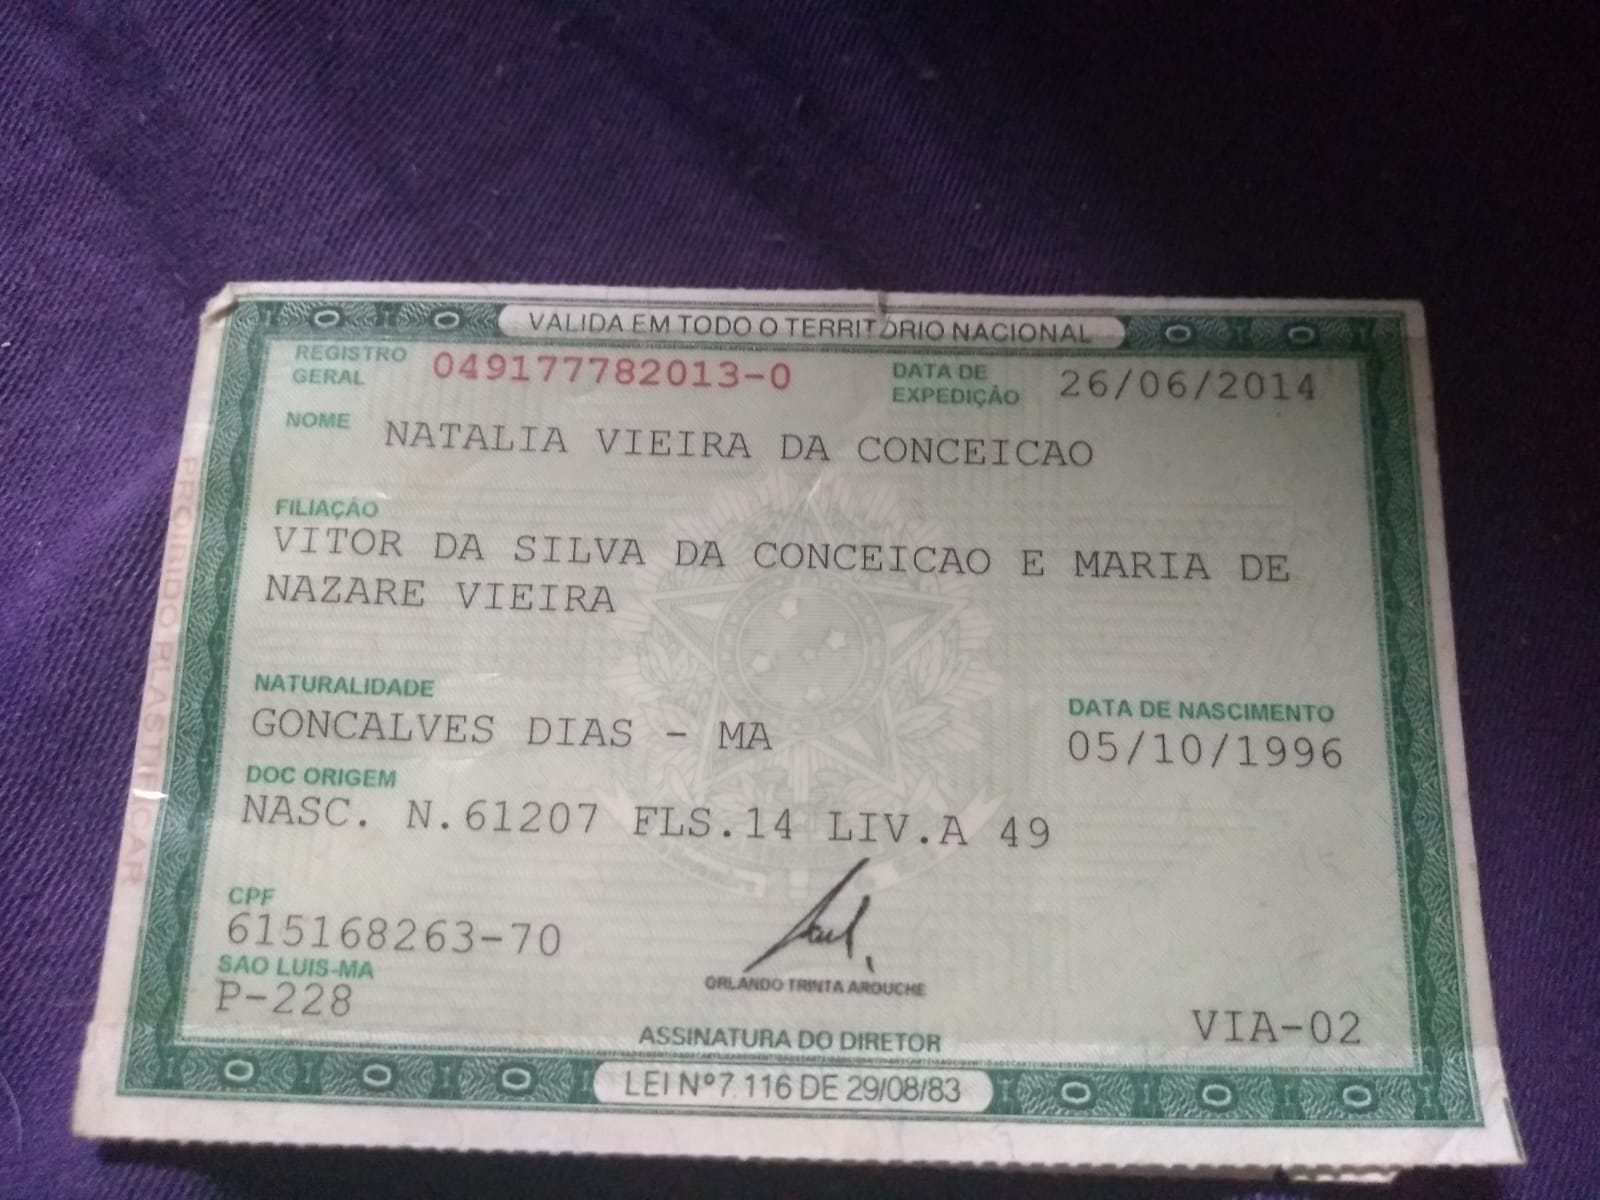 VALIDA EM TODO O TERRITÓRIO NACIONAL
REGISTRO GERAL 049177782013-0 DATA DE EXPEDIÇÃO 26/06/2014
NOME NATALIA VIEIRA DA CONCEICAO
FILIAÇÃO
VITOR DA SILVA DA CONCEICAO E MARIA DE
NAZARE VIEIRA
NATURALIDADE
GONCALVES DIAS - MA
DATA DE NASCIMENTO
05/10/1996
DOC ORIGEM
NASC. N.61207 FLS.14 LIV.A 49
CPF
615168263-70
SAO LUIS-MA
P-228
ORLANDO TRINTA AROUCHE
ASSINATURA DO DIRETOR
VIA-02
LEI Nº 7.116 DE 29/08/83
PROIBIDO PLASTIFICAR